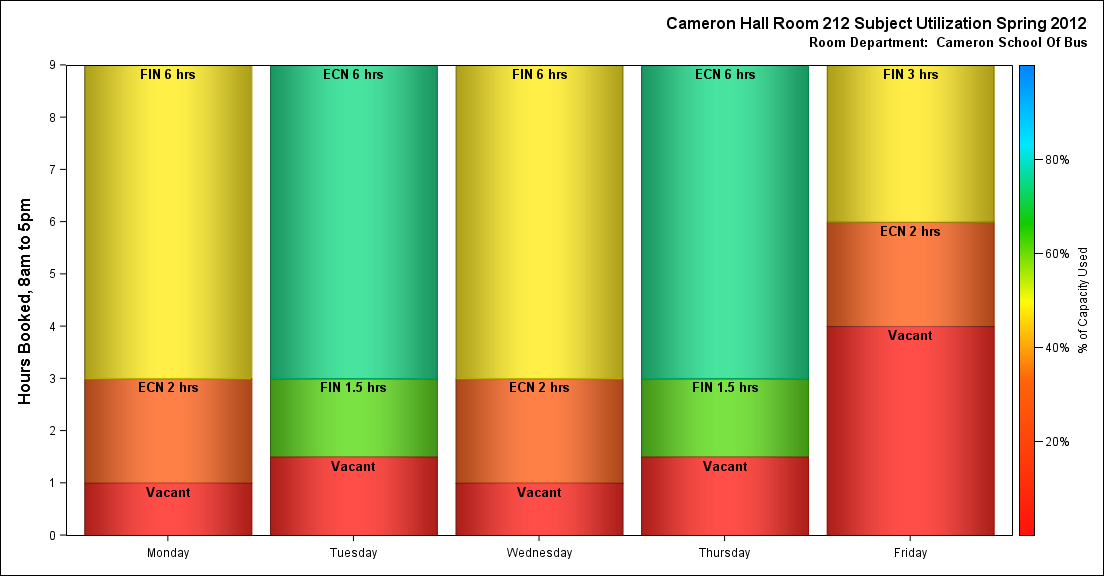 Cameron Hall Room 212 Subject Utilization Spring 2012
Room Department:  Cameron School Of Bus
Hours Booked, 8am to 5pm
9
8
7
6
5
4
3
2
1
0
FIN 6 hrs
ECN 2 hrs
Vacant
Monday
ECN 6 hrs
FIN 1.5 hrs
Vacant
Tuesday
FIN 6 hrs
ECN 2 hrs
Vacant
Wednesday
ECN 6 hrs
FIN 1.5 hrs
Vacant
Thursday
FIN 3 hrs
ECN 2 hrs
Vacant
Friday
80%
60%
40%
20%
% of Capacity Used